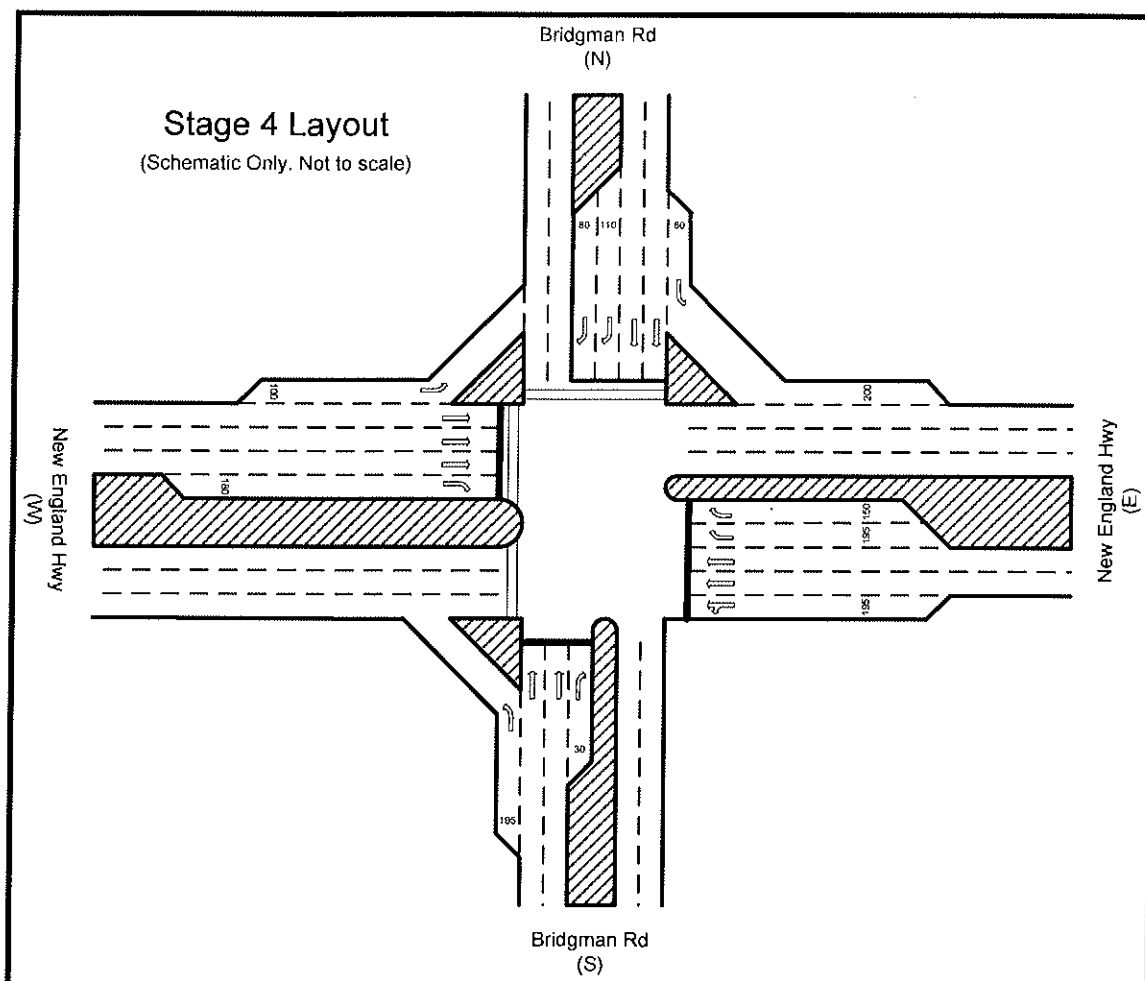 Bridgman Rd
(N)
Stage 4 Layout
(Schematic Only. Not to scale)
80
110
60
100
200
New England Hwy
(W)
180
150
195
195
New England Hwy
(E)
30
195
Bridgman Rd
(S)